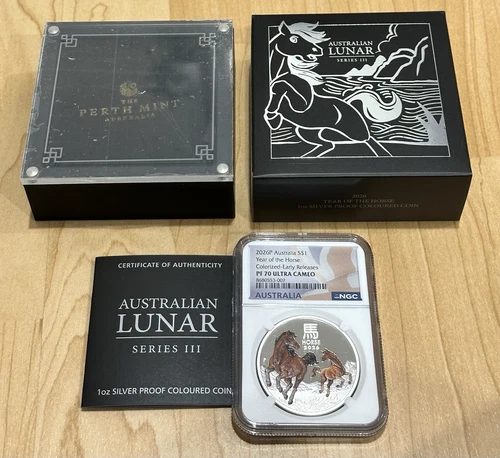 THE
PERTH MINT
AUSTRALIA
AUSTRALIAN
LUNAR
SERIES III
2026
YEAR OF THE HORSE
1oz SILVER PROOF COLOURED COIN
CERTIFICATE OF AUTHENTICITY
AUSTRALIAN
LUNAR
SERIES III
1oz SILVER PROOF COLOURED COIN
2026P Australia S$1
Year of the Horse
Colorized-Early Releases
PF 70 ULTRA CAMEO
8680553-007
AUSTRALIA
NGC
馬
HORSE
2026